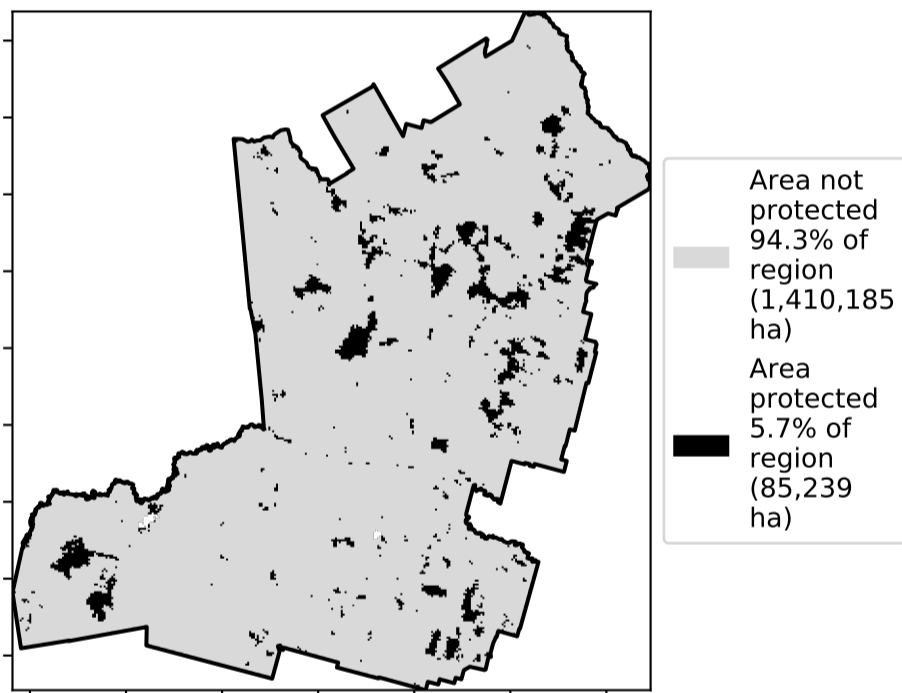 Area not
protected
94.3% of
region
(1,410,185
ha)
Area
protected
5.7% of
region
(85,239
ha)